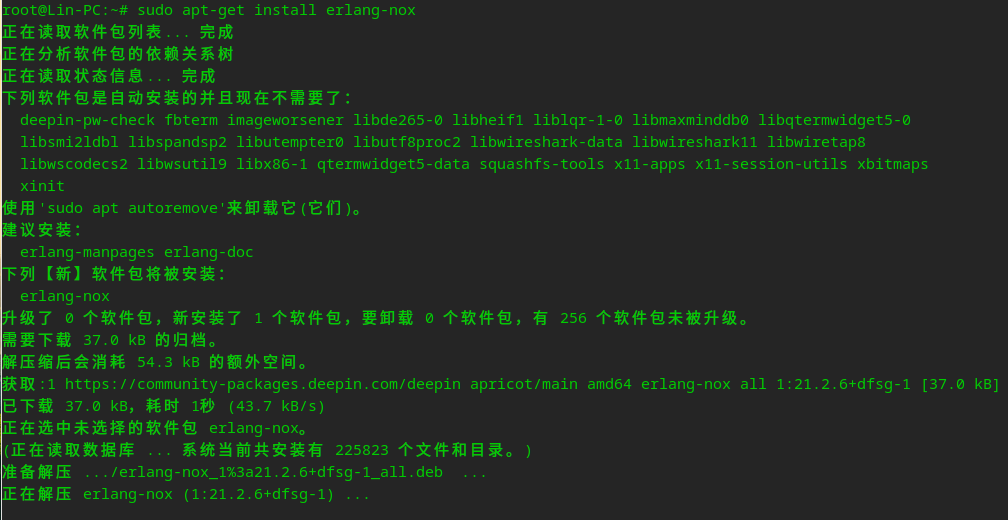 root@Lin-PC:~# sudo apt-get install erlang-nox
正在读取软件包列表... 完成
正在分析软件包的依赖关系树
正在读取状态信息... 完成
下列软件包是自动安装的并且现在不需要了:
  deepin-pw-check fbterm imageworsener libde265-0 libheif1 liblqr-1-0 libmaxminddb0 libqtermwidget5-0
  libsmi2ldbl libspandsp2 libutempter0 libutf8proc2 libwireshark-data libwireshark11 libwiretap8
  libwscodecs2 libwsutil9 libx86-1 qtermwidget5-data squashfs-tools x11-apps x11-session-utils xbitmaps
  xinit
使用'sudo apt autoremove'来卸载它(它们)。
建议安装:
  erlang-manpages erlang-doc
下列【新】软件包将被安装:
  erlang-nox
升级了 0 个软件包,新安装了 1 个软件包,要卸载 0 个软件包,有 256 个软件包未被升级。
需要下载 37.0 kB 的归档。
解压缩后会消耗 54.3 kB 的额外空间。
获取:1 https://community-packages.deepin.com/deepin apricot/main amd64 erlang-nox all 1:21.2.6+dfsg-1 [37.0 kB]
已下载 37.0 kB,耗时 1秒 (43.7 kB/s)
正在选中未选择的软件包 erlang-nox。
(正在读取数据库 ... 系统当前共安装有 225823 个文件和目录。)
准备解压 .../erlang-nox_1%3a21.2.6+dfsg-1_all.deb  ...
正在解压 erlang-nox (1:21.2.6+dfsg-1) ...